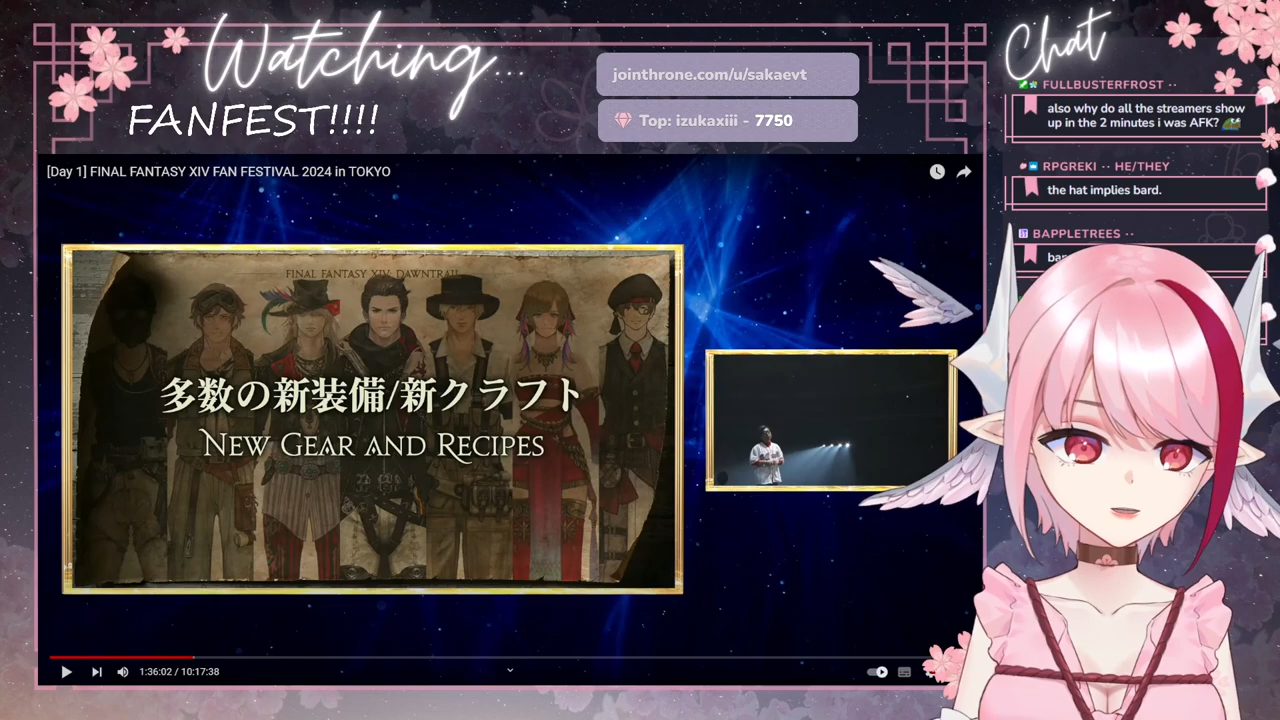 Watching...
FANFEST!!!!
jointhrone.com/u/sakaevt
Top: izukaxiii - 7750
Chat
FULLBUSTERFROST ··
also why do all the streamers show
up in the 2 minutes i was AFK?
RPGREKI ·· HE/THEY
the hat implies bard.
BAPPLETREES ··
[Day 1] FINAL FANTASY XIV FAN FESTIVAL 2024 in TOKYO
FINAL FANTASY XIV: DAWNTRAIL
多数の新装備/新クラフト
NEW GEAR AND RECIPES
1:36:02 / 10:17:38